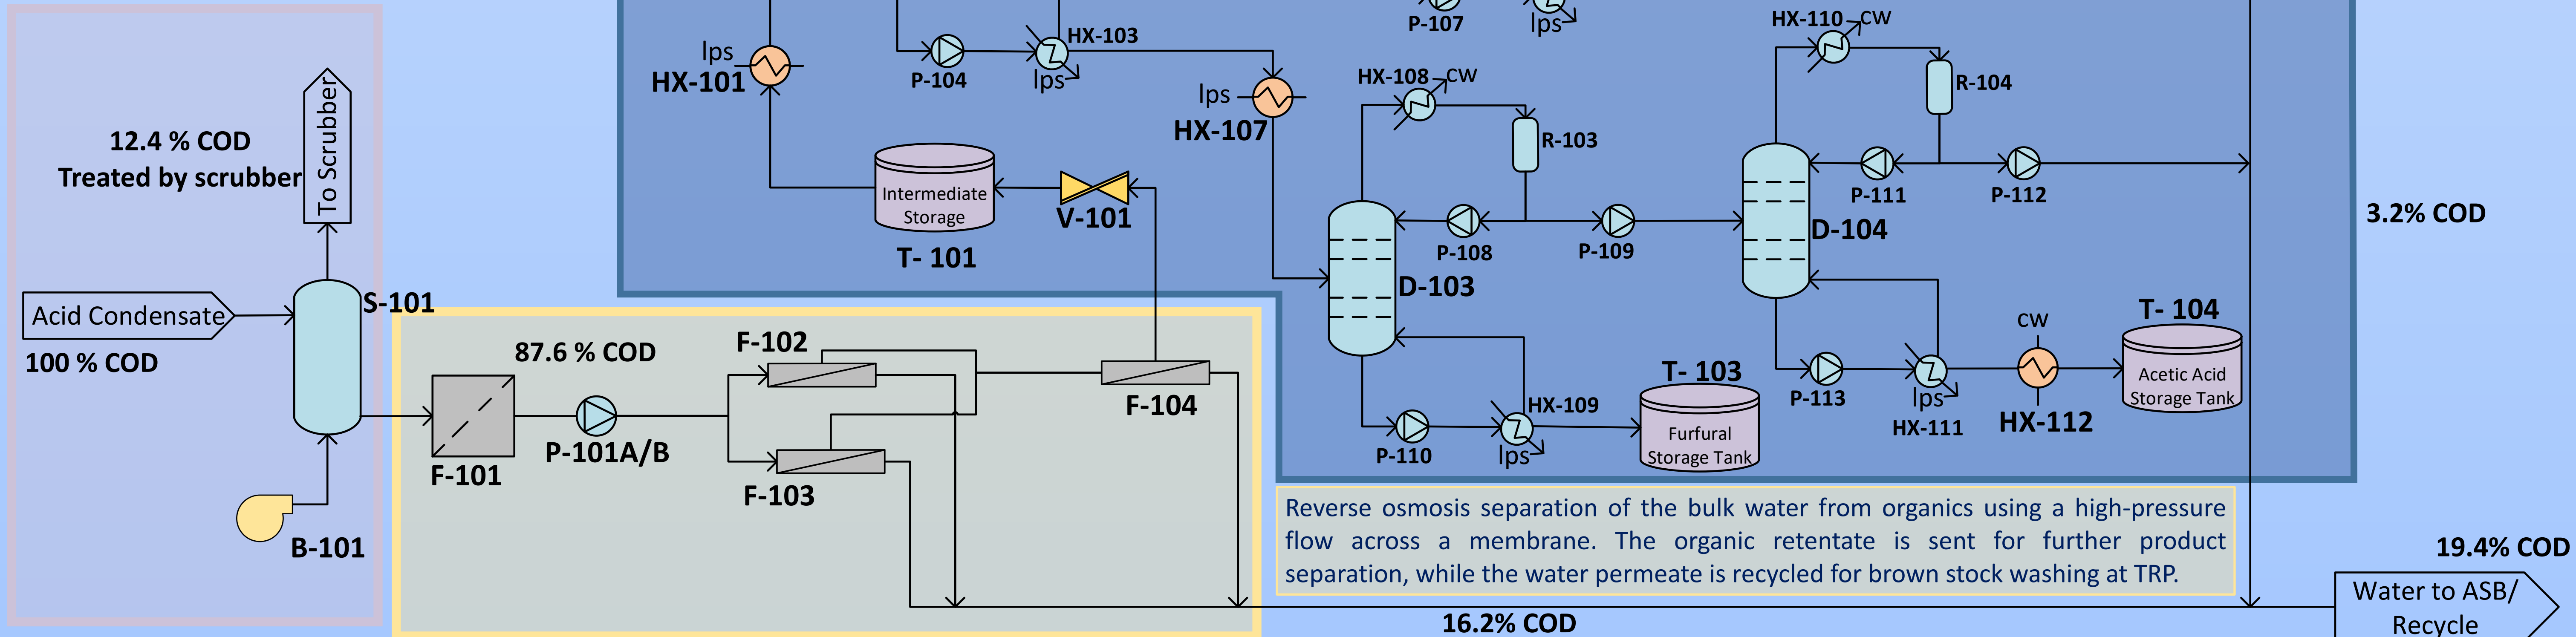 P-107
lps
HX-110
cw
lps
HX-101
P-104
HX-103
lps
HX-108
cw
lps
HX-107
R-104
12.4 % COD
Treated by scrubber
To Scrubber
R-103
P-111
P-112
Intermediate
Storage
V-101
T- 101
P-108
P-109
D-104
3.2% COD
D-103
Acid Condensate
S-101
100 % COD
87.6 % COD
F-102
F-104
F-101
P-101A/B
F-103
B-101
cw
T- 104
Acetic Acid
Storage Tank
P-113
lps
HX-111
HX-112
T- 103
Furfural
Storage Tank
HX-109
P-110
lps
Reverse osmosis separation of the bulk water from organics using a high-pressure
flow across a membrane. The organic retentate is sent for further product
separation, while the water permeate is recycled for brown stock washing at TRP.
19.4% COD
16.2% COD
Water to ASB/
Recycle